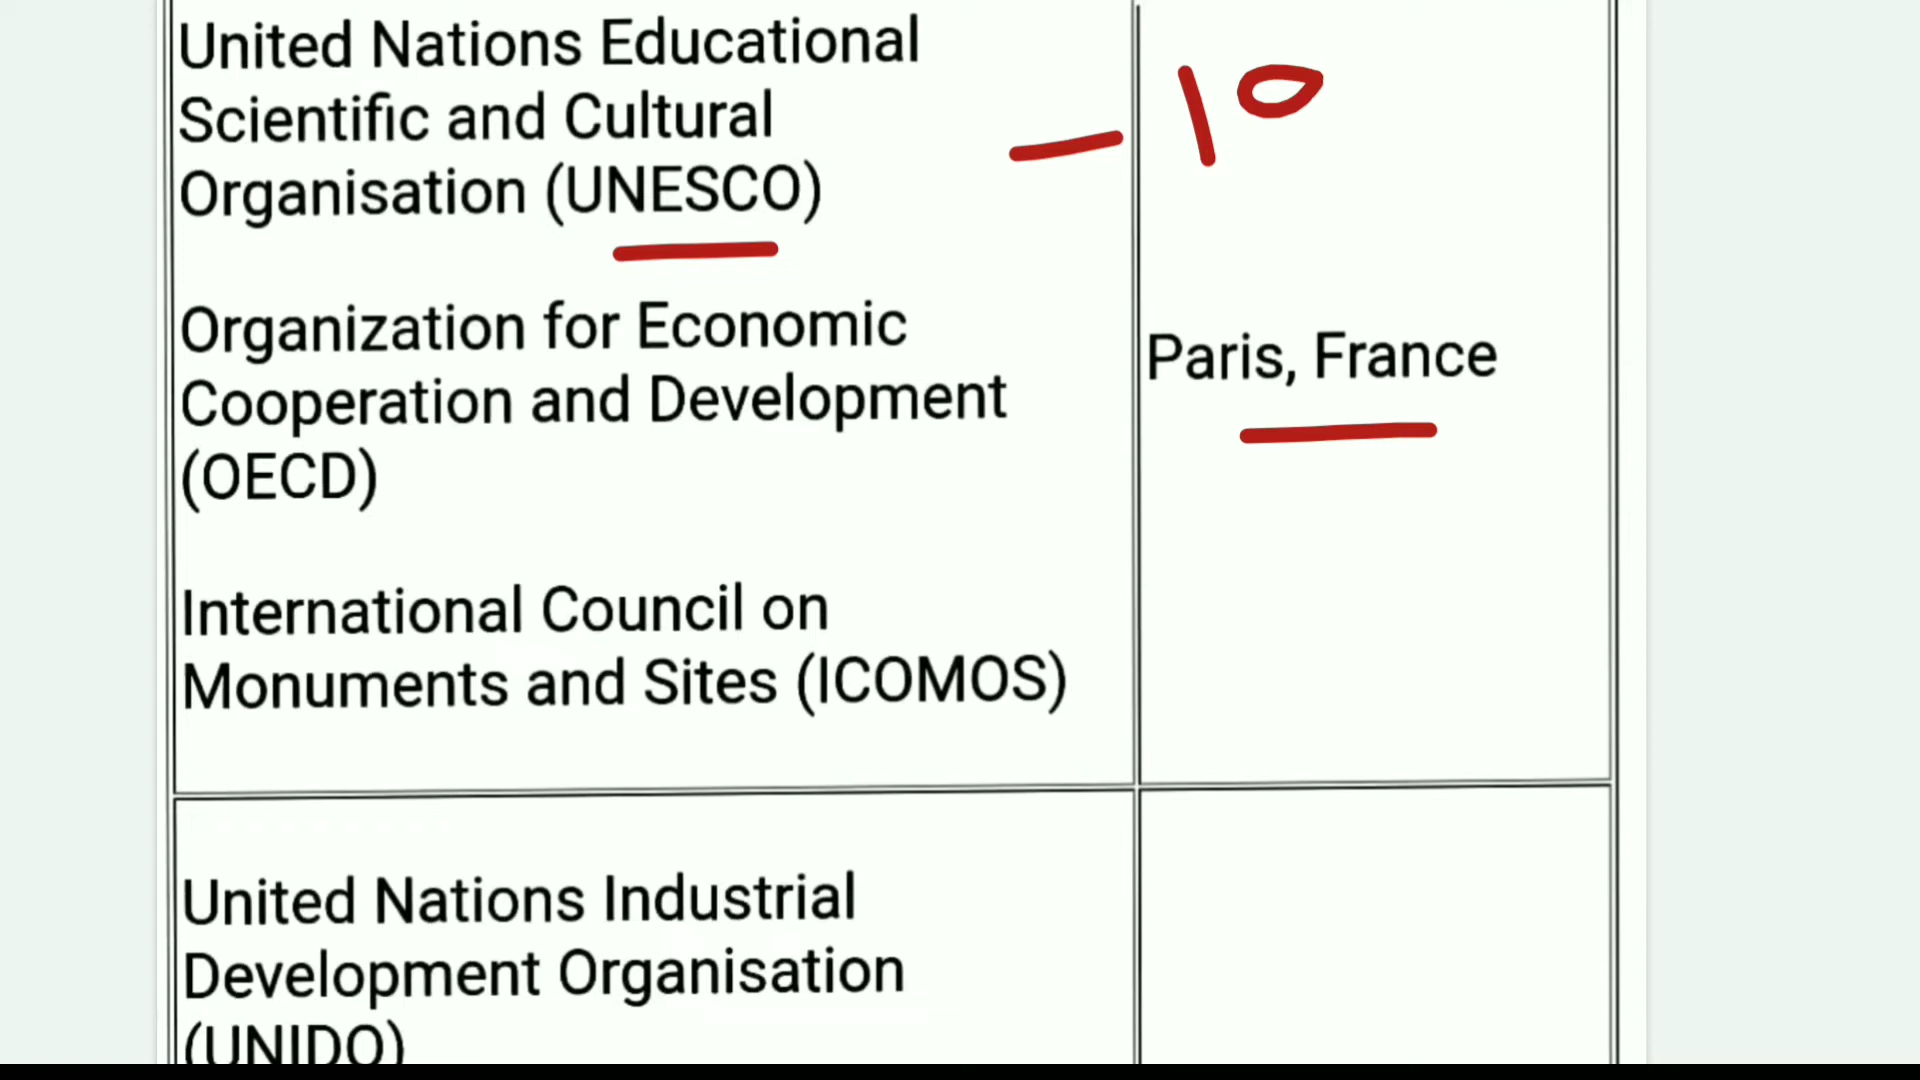 United Nations Educational
Scientific and Cultural
Organisation (UNESCO)
Organization for Economic
Cooperation and Development
(OECD)
Paris, France
International Council on
Monuments and Sites (ICOMOS)
United Nations Industrial
Development Organisation
(UNIDO)